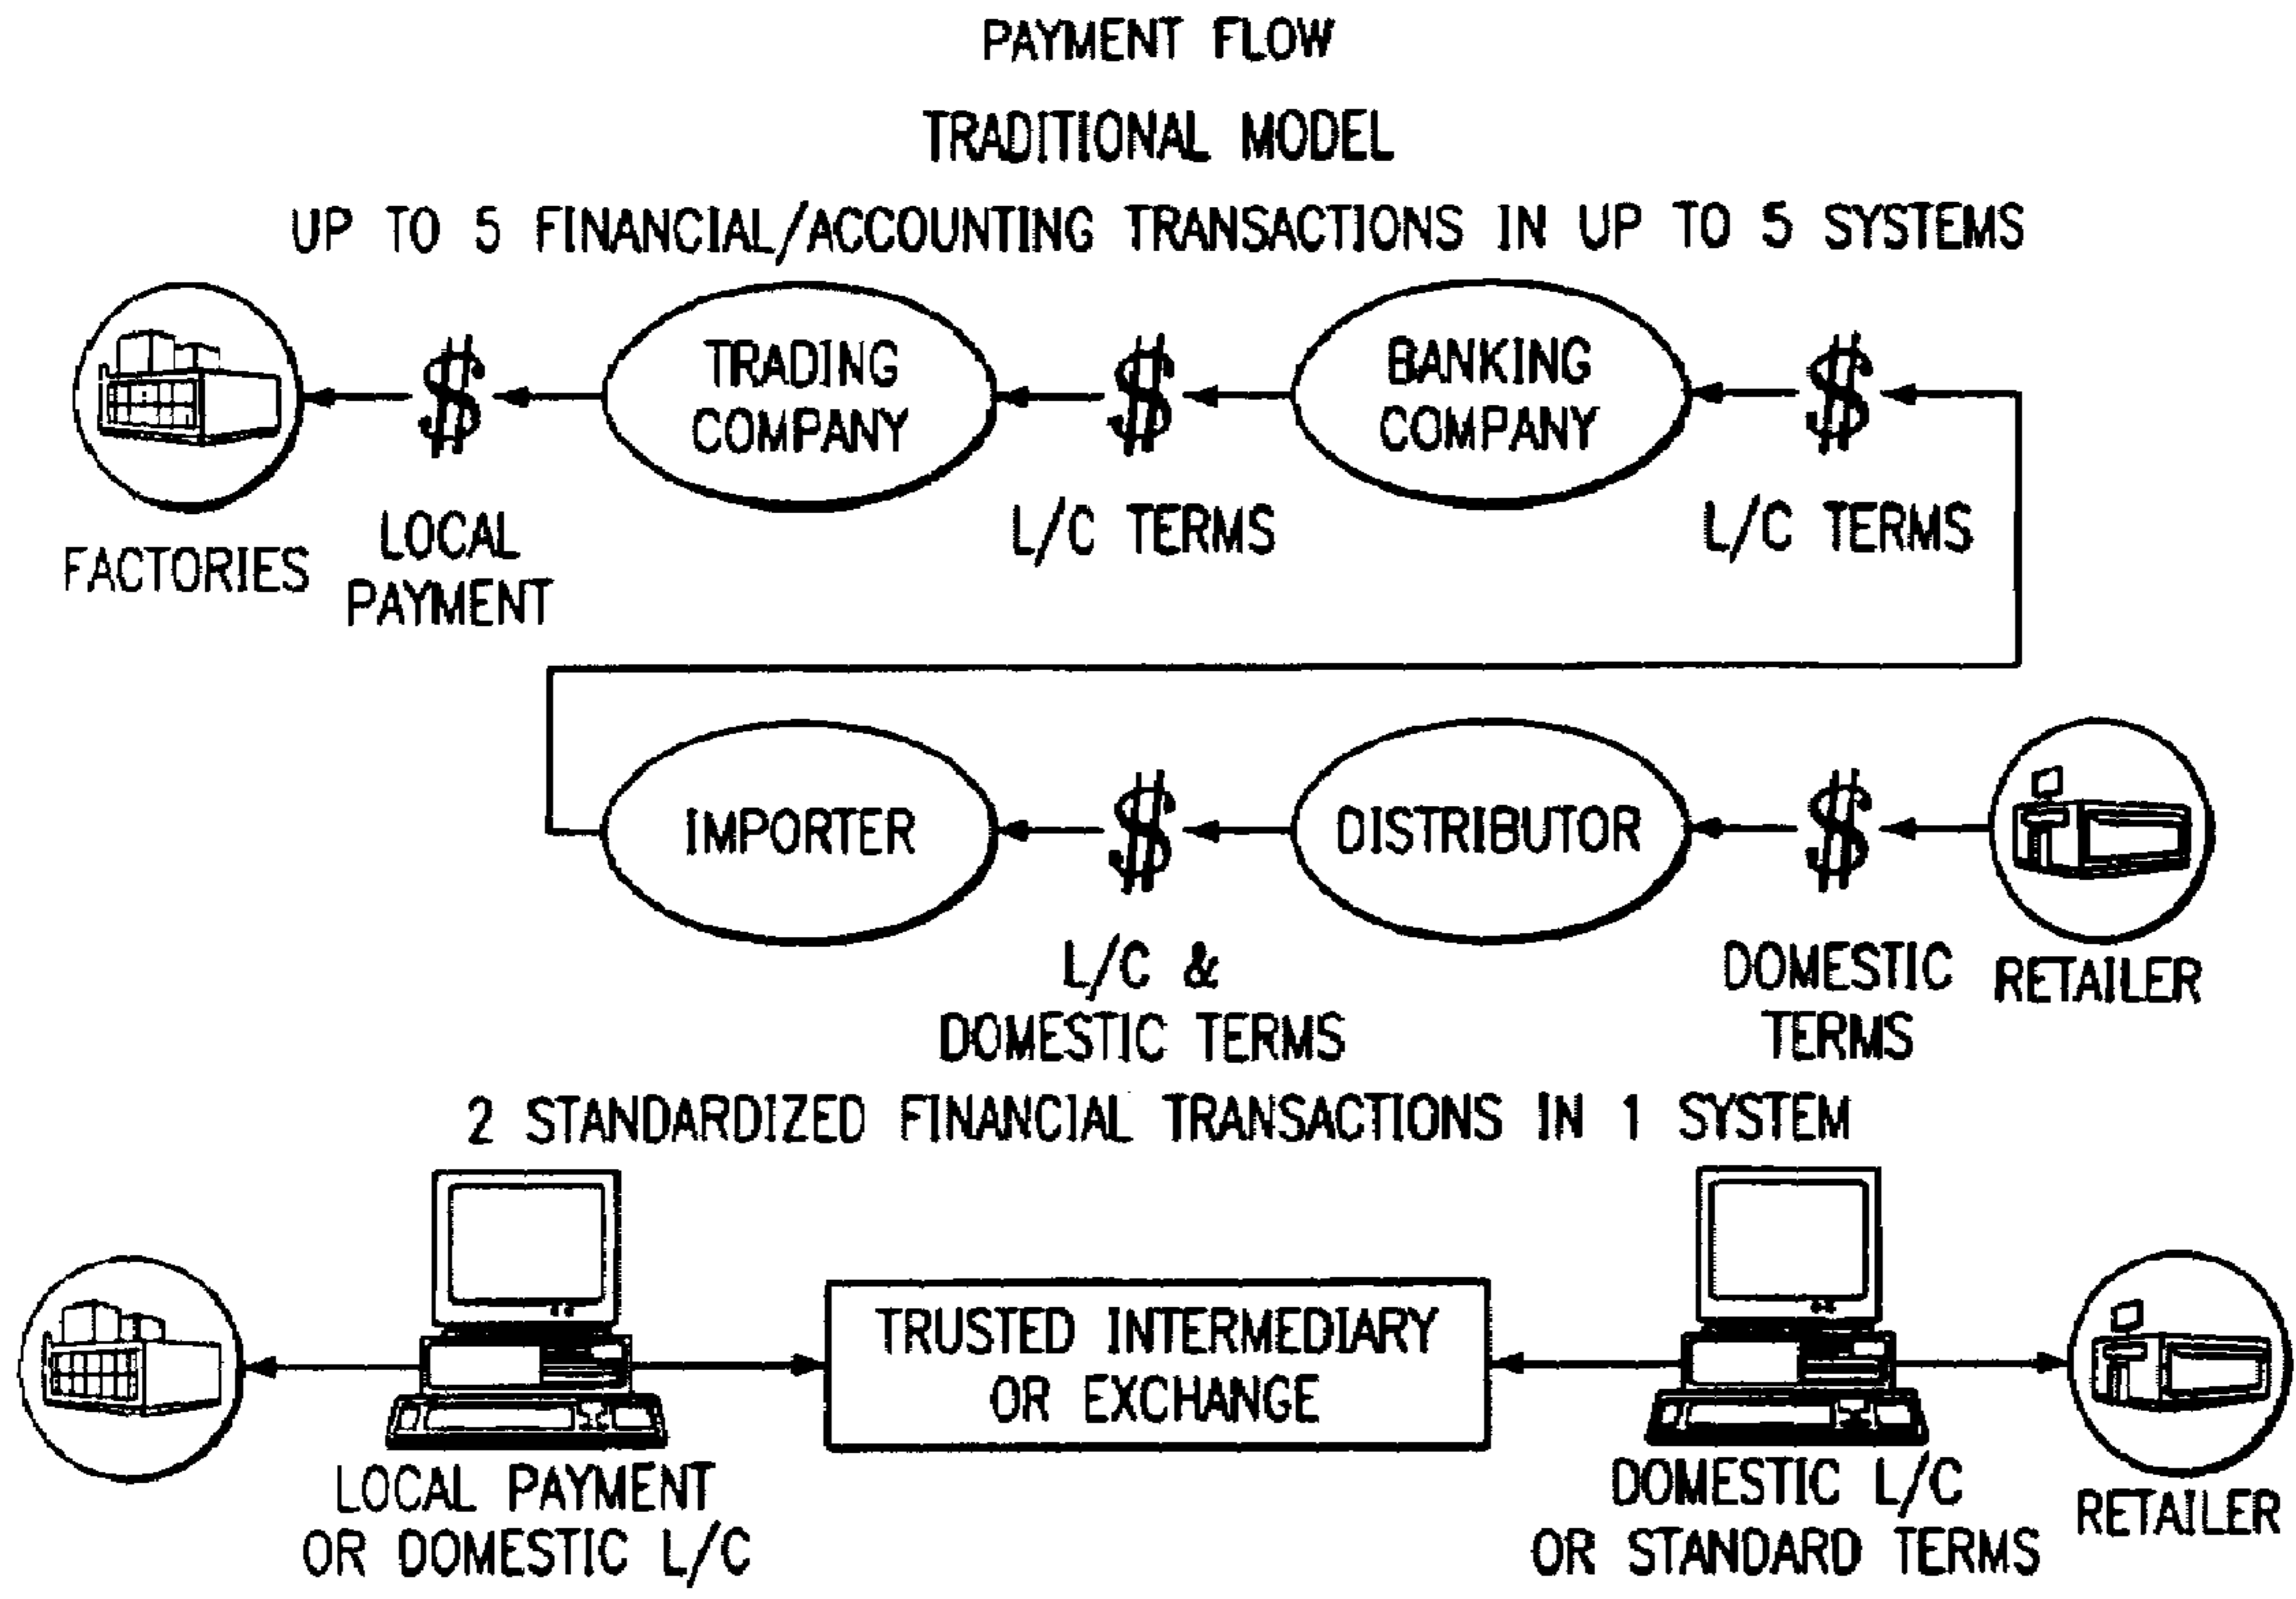 PAYMENT FLOW
TRADITIONAL MODEL
UP TO 5 FINANCIAL/ACCOUNTING TRANSACTIONS IN UP TO 5 SYSTEMS
$
TRADING
COMPANY
$
BANKING
COMPANY
$
FACTORIES
LOCAL
PAYMENT
L/C TERMS
L/C TERMS
IMPORTER
$
DISTRIBUTOR
$
L/C &
DOMESTIC TERMS
DOMESTIC
TERMS
RETAILER
2 STANDARDIZED FINANCIAL TRANSACTIONS IN 1 SYSTEM
TRUSTED INTERMEDIARY
OR EXCHANGE
LOCAL PAYMENT
OR DOMESTIC L/C
DOMESTIC L/C
OR STANDARD TERMS
RETAILER